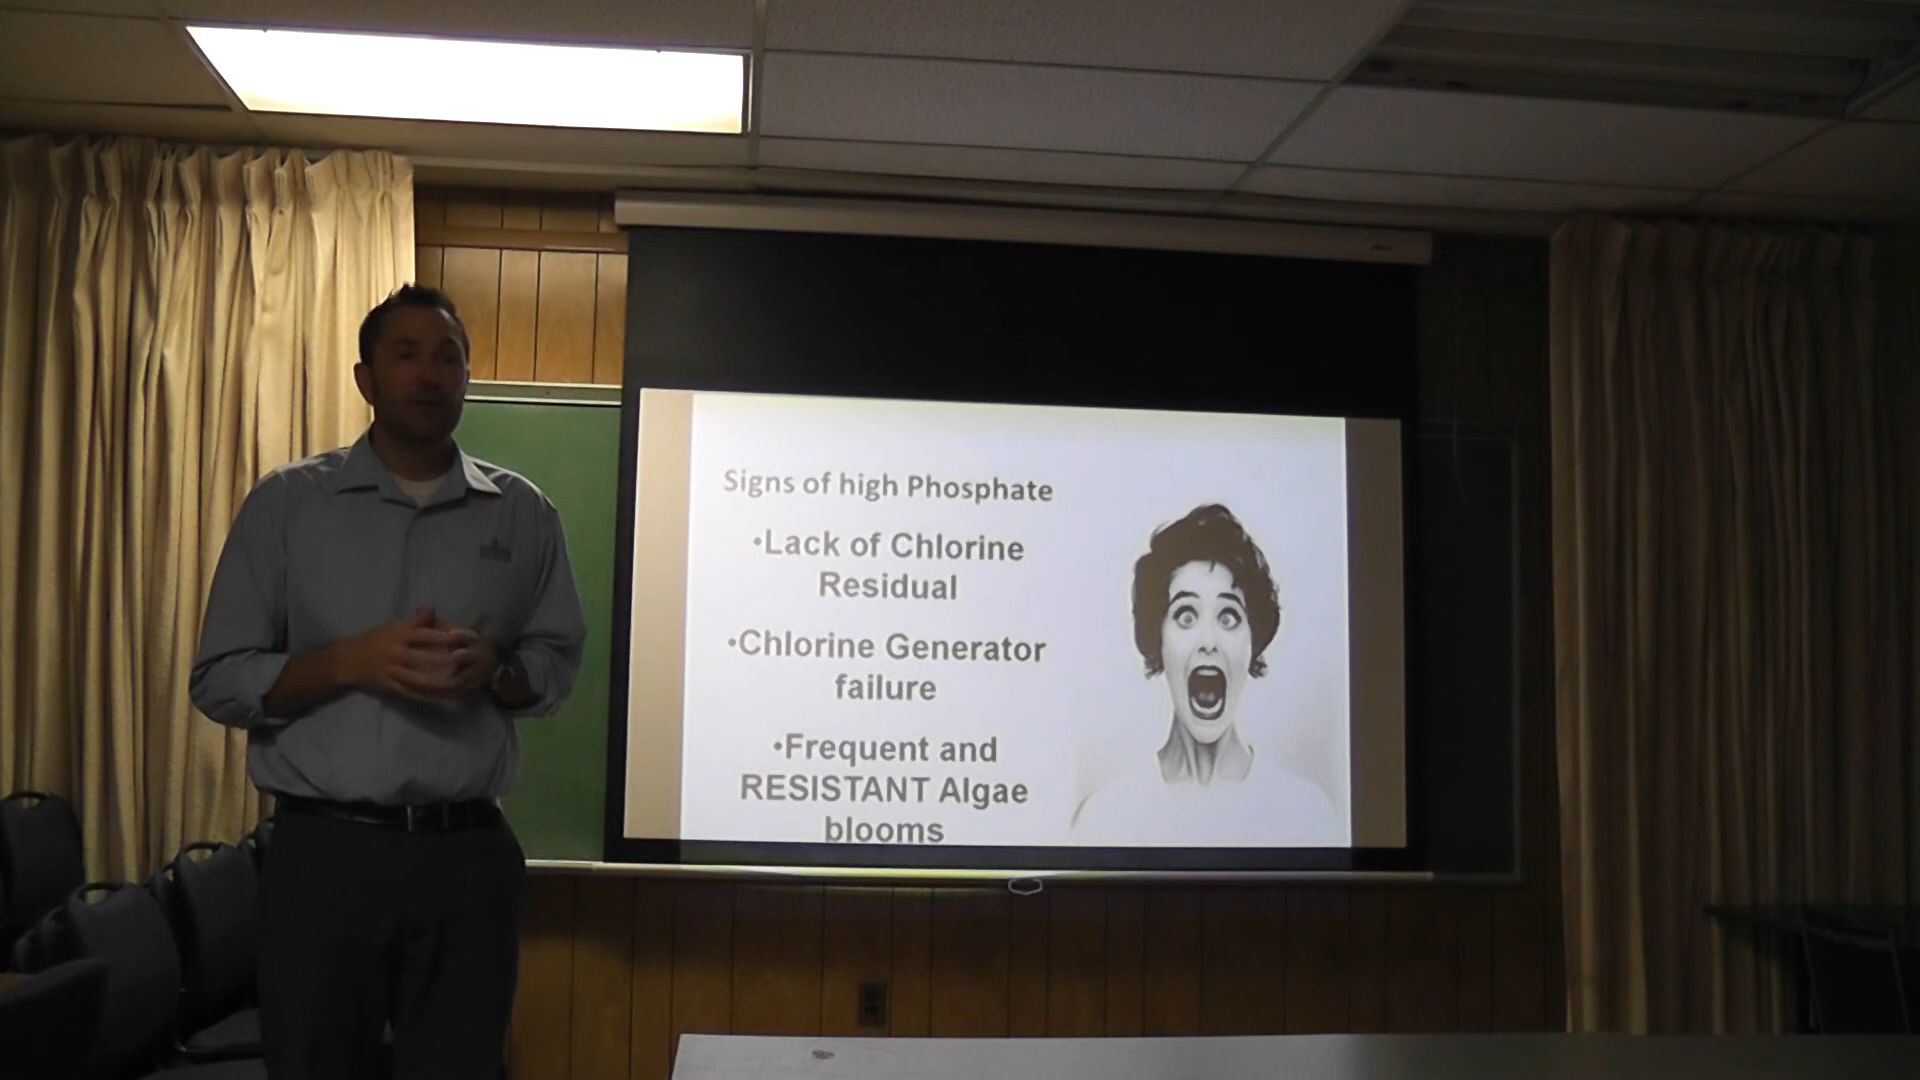 Signs of high Phosphate
•Lack of Chlorine
Residual
•Chlorine Generator
failure
•Frequent and
RESISTANT Algae
blooms